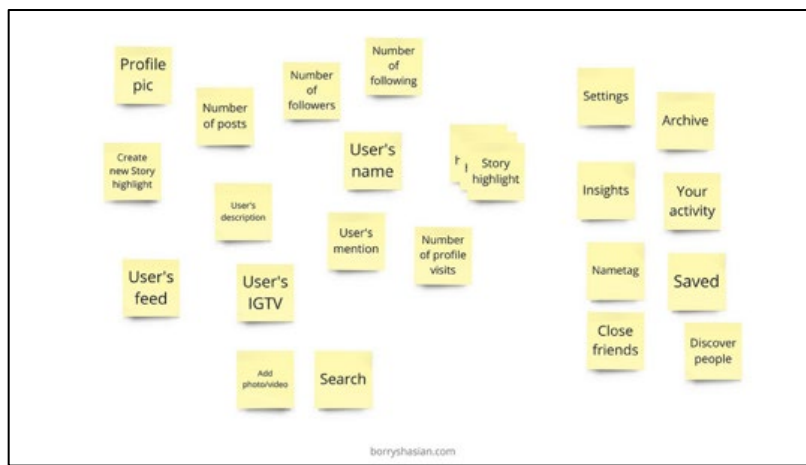 Profile
pic
Number
of posts
Number
of
followers
Number
of
following
Create
new Story
highlight
User's
name
Story
highlight
User's
description
User's
mention
Number
of profile
visits
User's
feed
User's
IGTV
Add
photo/video
Search
Settings
Archive
Insights
Your
activity
Nametag
Saved
Close
friends
Discover
people
borryshasian.com